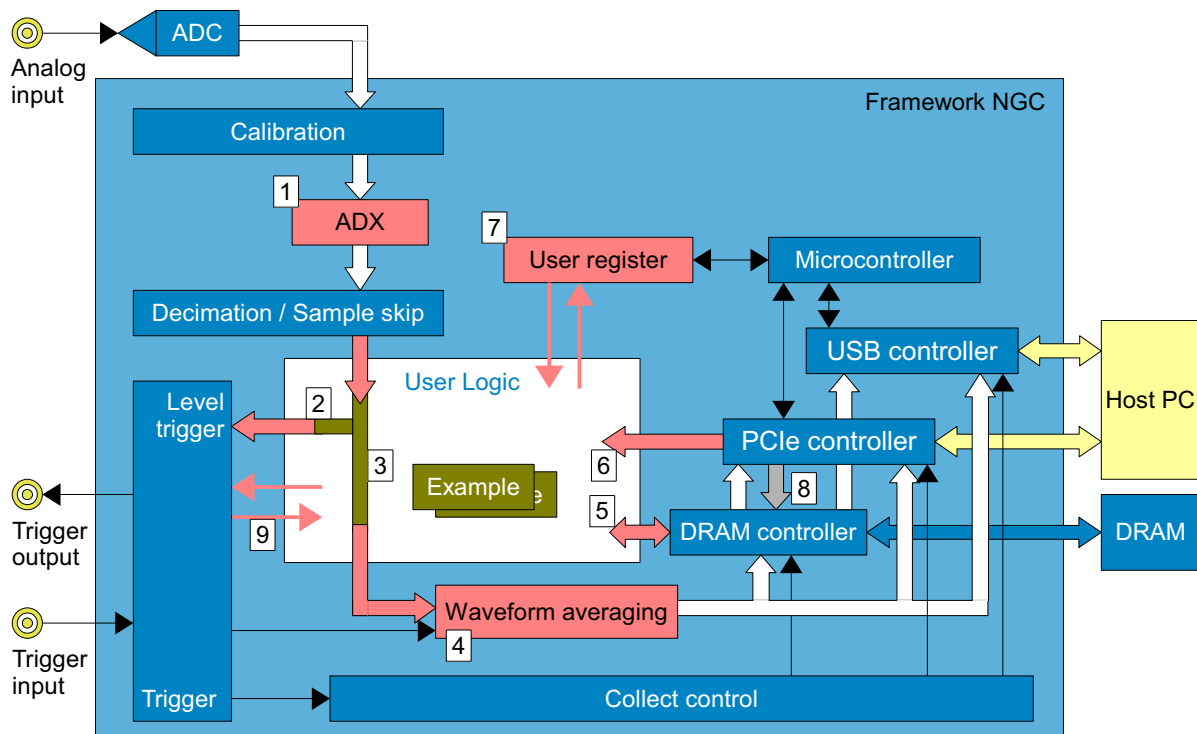 ADC
Analog
input
Framework NGC
Calibration
1
ADX
7
User register
Microcontroller
Decimation / Sample skip
USB controller
User Logic
Host PC
2
Level
trigger
PCIe controller
3
6
8
Example
e
5
Trigger
output
9
DRAM controller
DRAM
Waveform averaging
4
Trigger
input
Trigger
Collect control